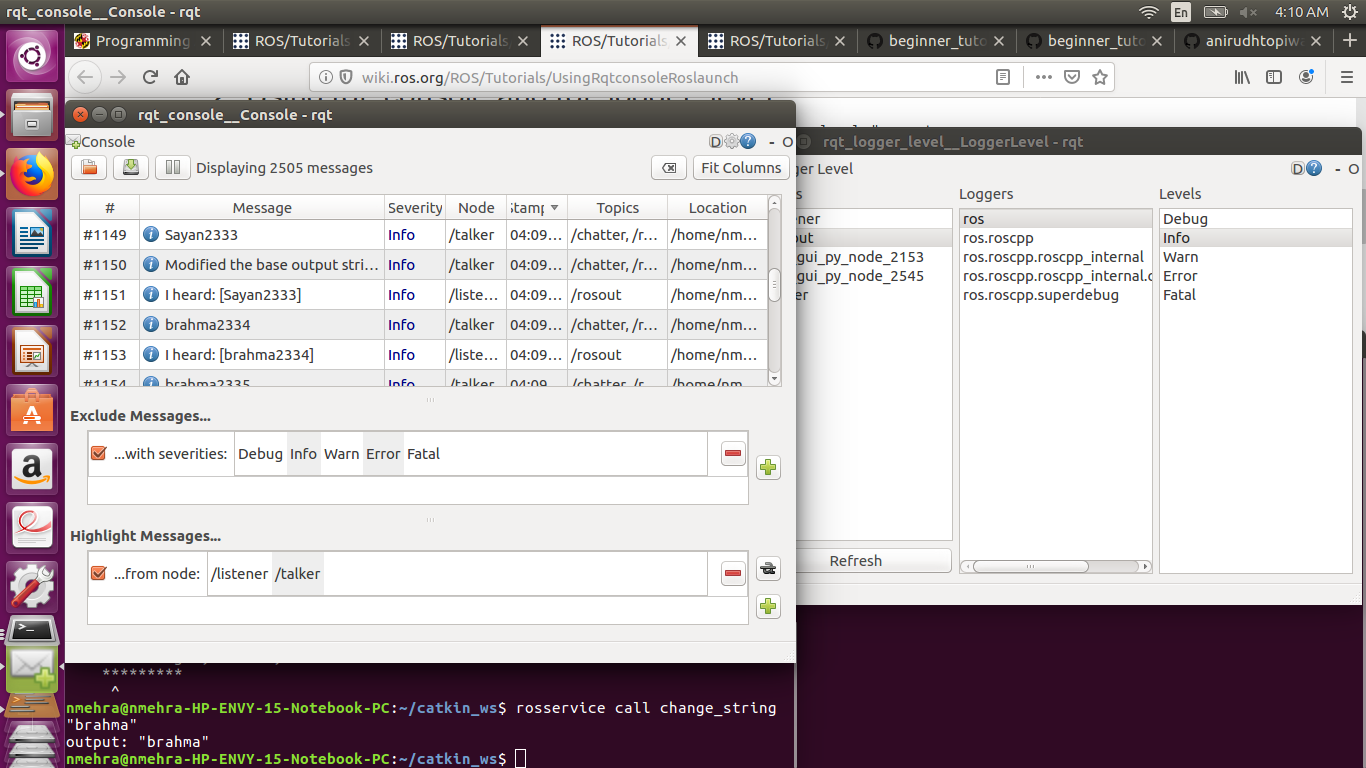 rqt_console__Console - rqt
En
4:10 AM
Programming
ROS/Tutorials
ROS/Tutorials
ROS/Tutorials
ROS/Tutorials
beginner_tuto
beginner_tuto
anirudhtopiwa
wiki.ros.org/ROS/Tutorials/UsingRqtconsoleRoslaunch
rqt_console__Console - rqt
Console
D
- O
Displaying 2505 messages
Fit Columns
# Message Severity Node Stamp Topics Location
#1149 Sayan2333 Info /talker 04:09... /chatter, /r... /home/nm...
#1150 Modified the base output stri... Info /talker 04:09... /chatter, /r... /home/nm...
#1151 I heard: [Sayan2333] Info /liste... 04:09... /rosout /home/nm...
#1152 brahma2334 Info /talker 04:09... /chatter, /r... /home/nm...
#1153 I heard: [brahma2334] Info /liste... 04:09... /rosout /home/nm...
#1154 brahma2335 Info /talker 04:09 /chatter, /r /home/nm
Exclude Messages...
...with severities: Debug Info Warn Error Fatal
Highlight Messages...
...from node: /listener /talker
rqt_logger_level__LoggerLevel - rqt
ger Level
D
- O
s
Loggers
Levels
ener
out
gui_py_node_2153
gui_py_node_2545
er
ros
ros.roscpp
ros.roscpp.roscpp_internal
ros.roscpp.roscpp_internal.c
ros.roscpp.superdebug
Debug
Info
Warn
Error
Fatal
Refresh
*********
^
nmehra@nmehra-HP-ENVY-15-Notebook-PC:~/catkin_ws$ rosservice call change_string
"brahma"
output: "brahma"
nmehra@nmehra-HP-ENVY-15-Notebook-PC:~/catkin_ws$